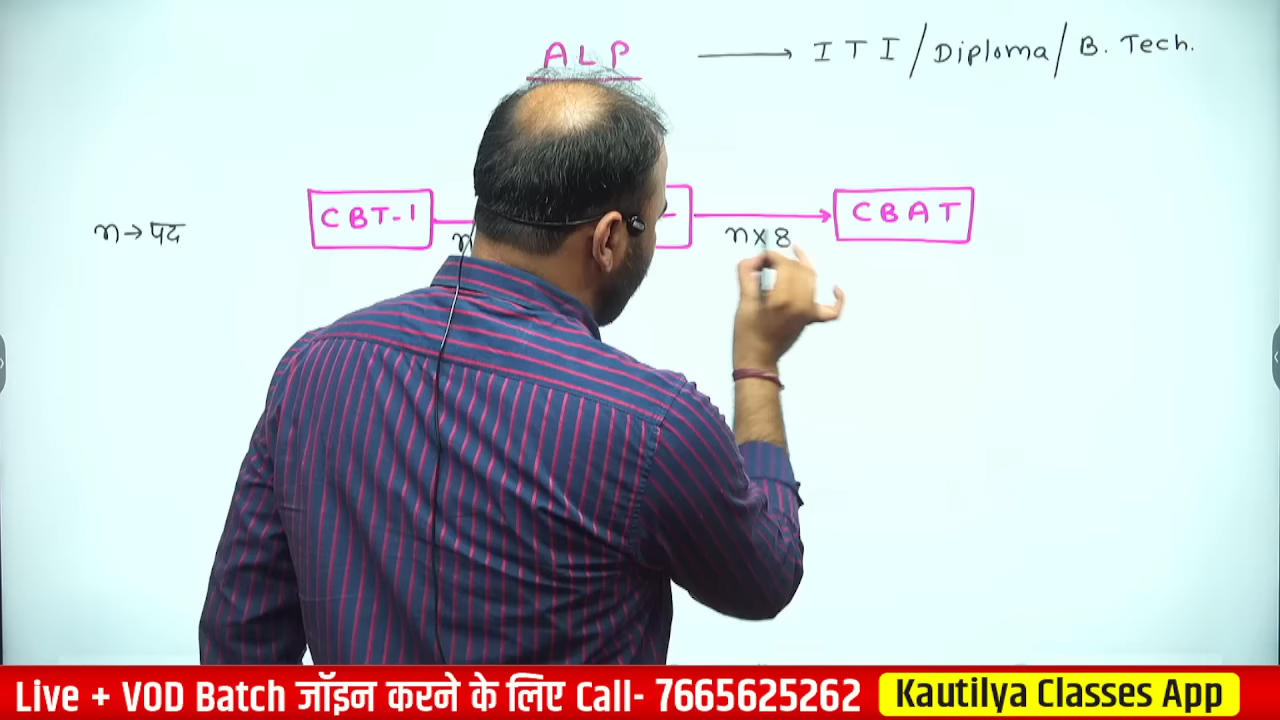 ALP → ITI / Diploma / B. Tech.
CBT-1 → CBAT
n → पद n n×8
Live + VOD Batch जॉइन करने के लिए Call- 7665625262 Kautilya Classes App